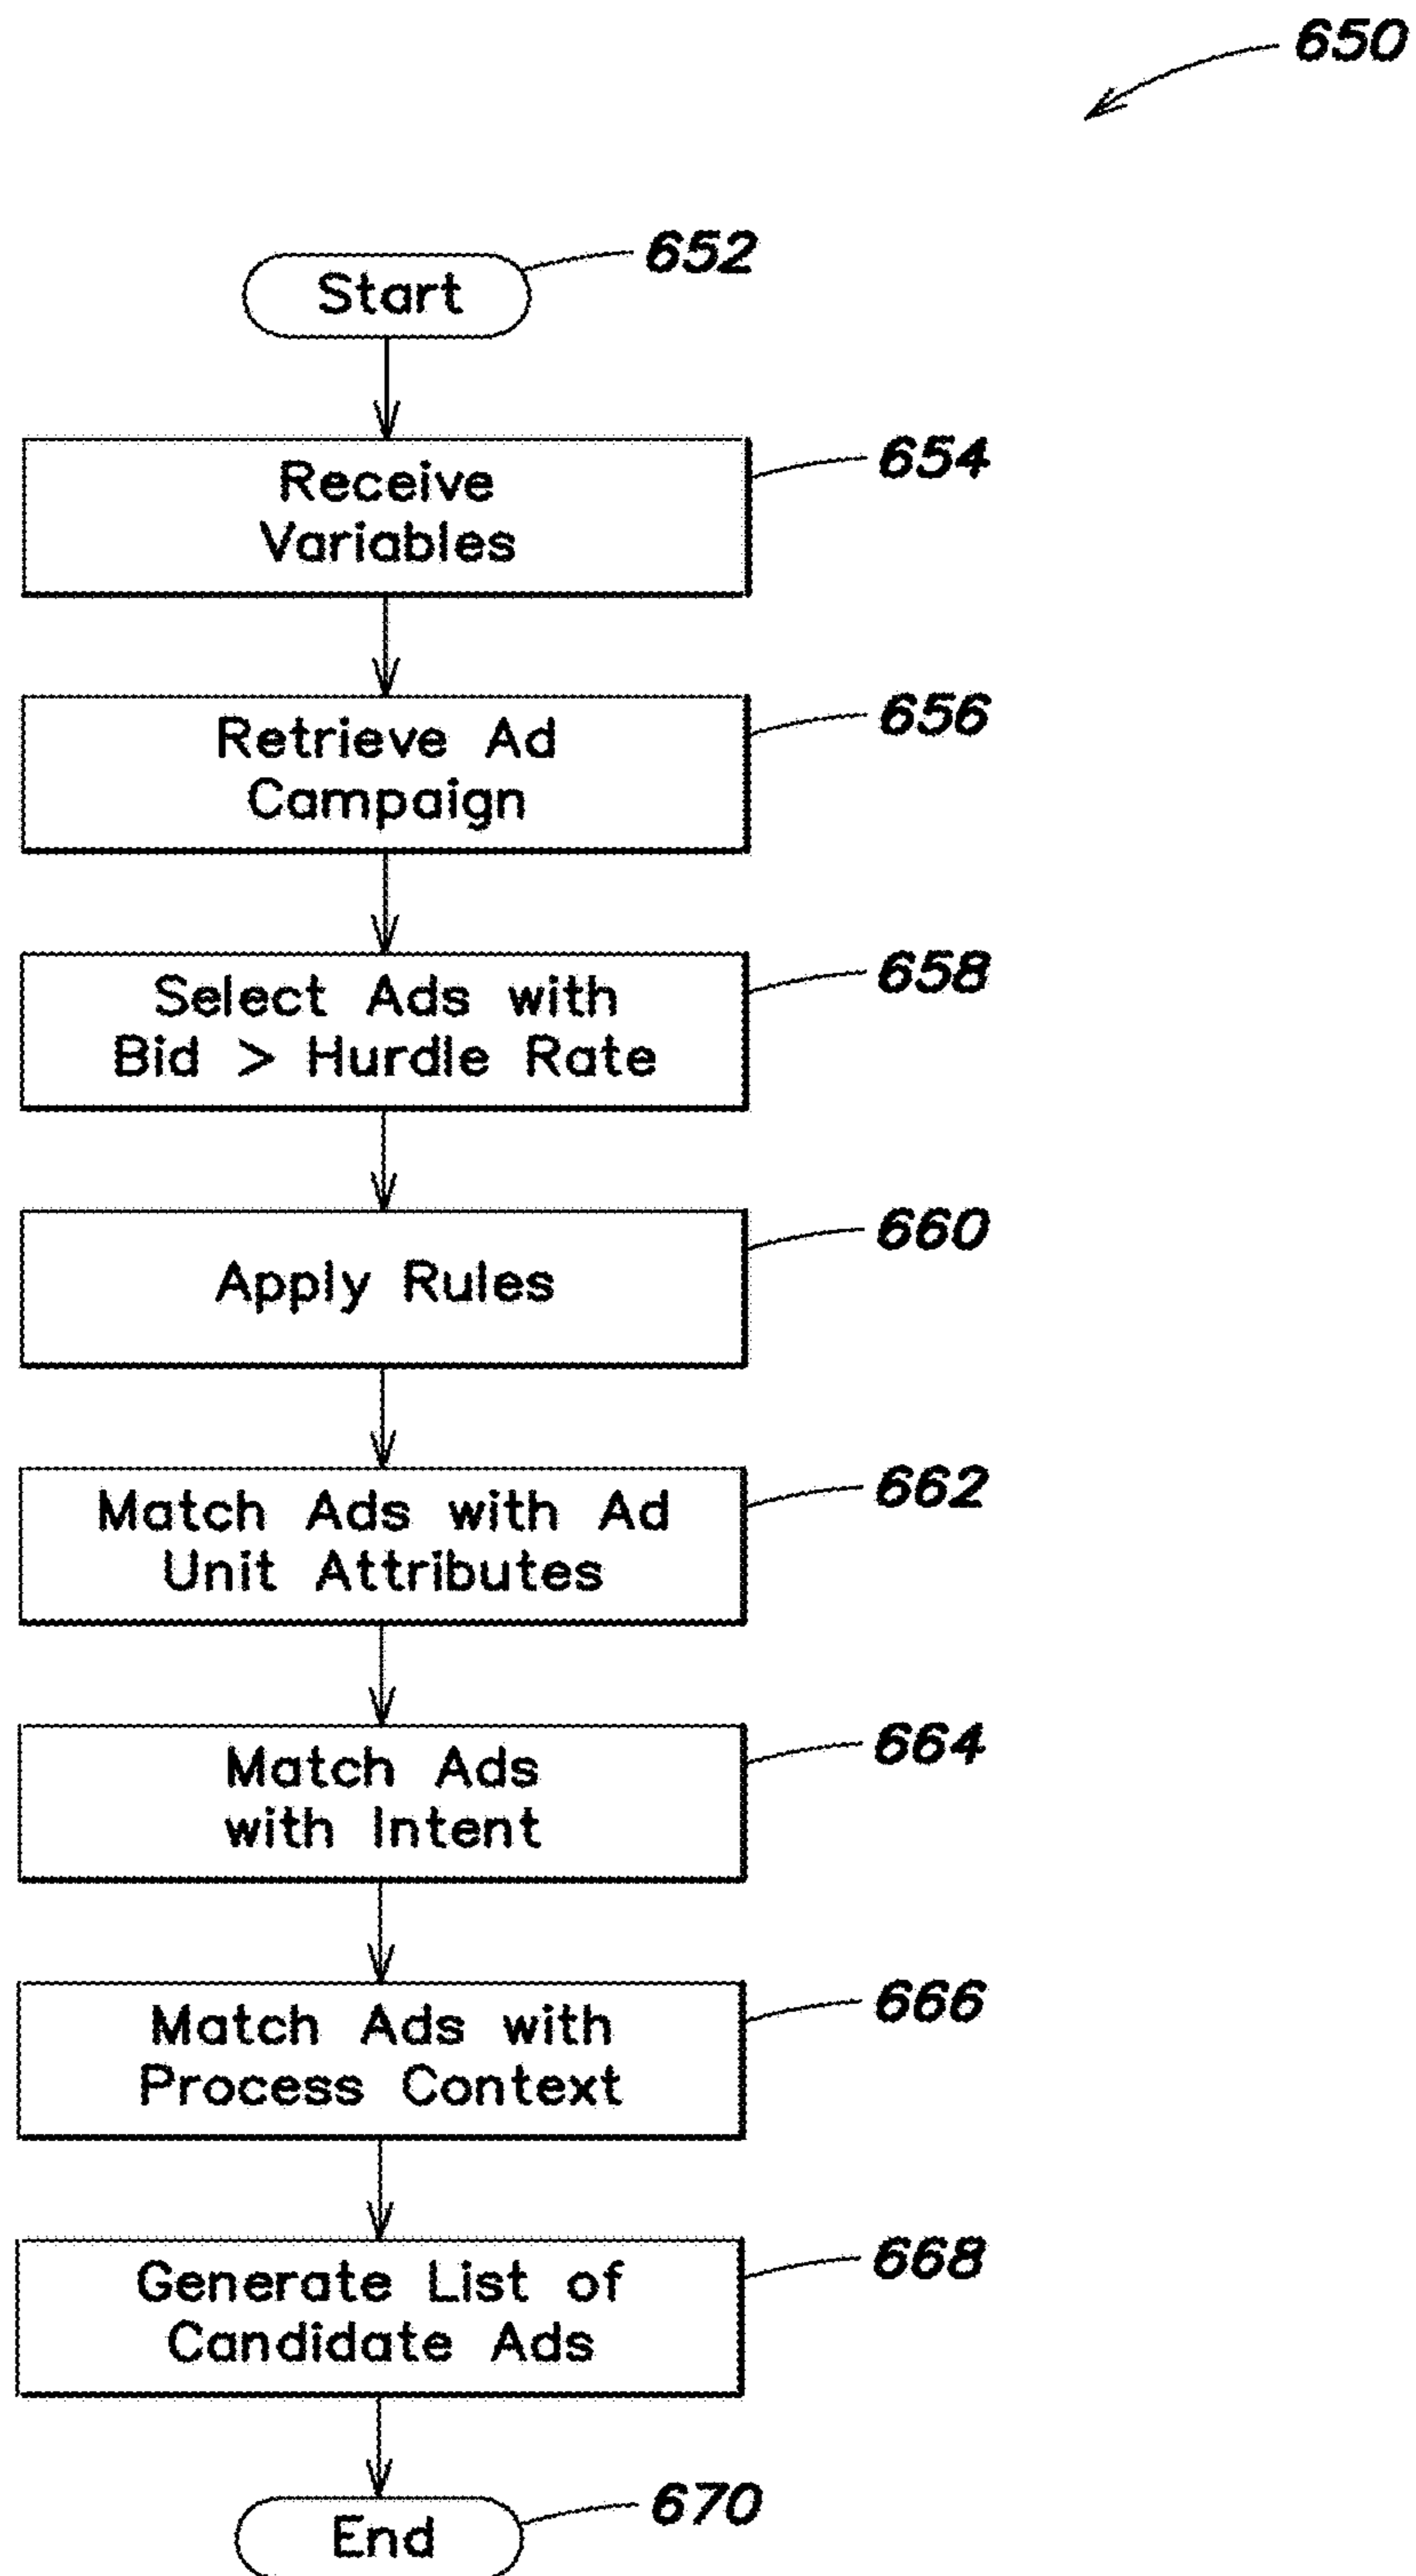 650
Start
652
Receive
Variables
654
Retrieve Ad
Campaign
656
Select Ads with
Bid > Hurdle Rate
658
Apply Rules
660
Match Ads with Ad
Unit Attributes
662
Match Ads
with Intent
664
Match Ads with
Process Context
666
Generate List of
Candidate Ads
668
End
670